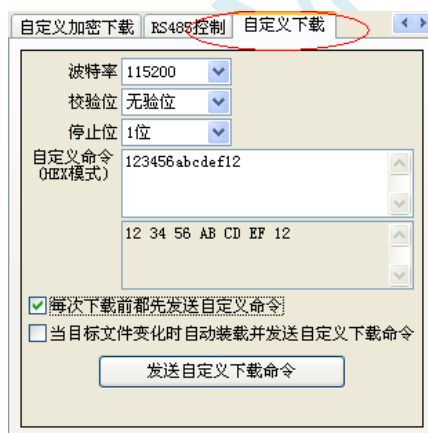 自定义加密下载 RS485控制 自定义下载
波特率 115200
校验位 无验位
停止位 1位
自定义命令
(HEX模式)
123456abcdef12
12 34 56 AB CD EF 12
每次下载前都先发送自定义命令
当目标文件变化时自动装载并发送自定义下载命令
发送自定义下载命令